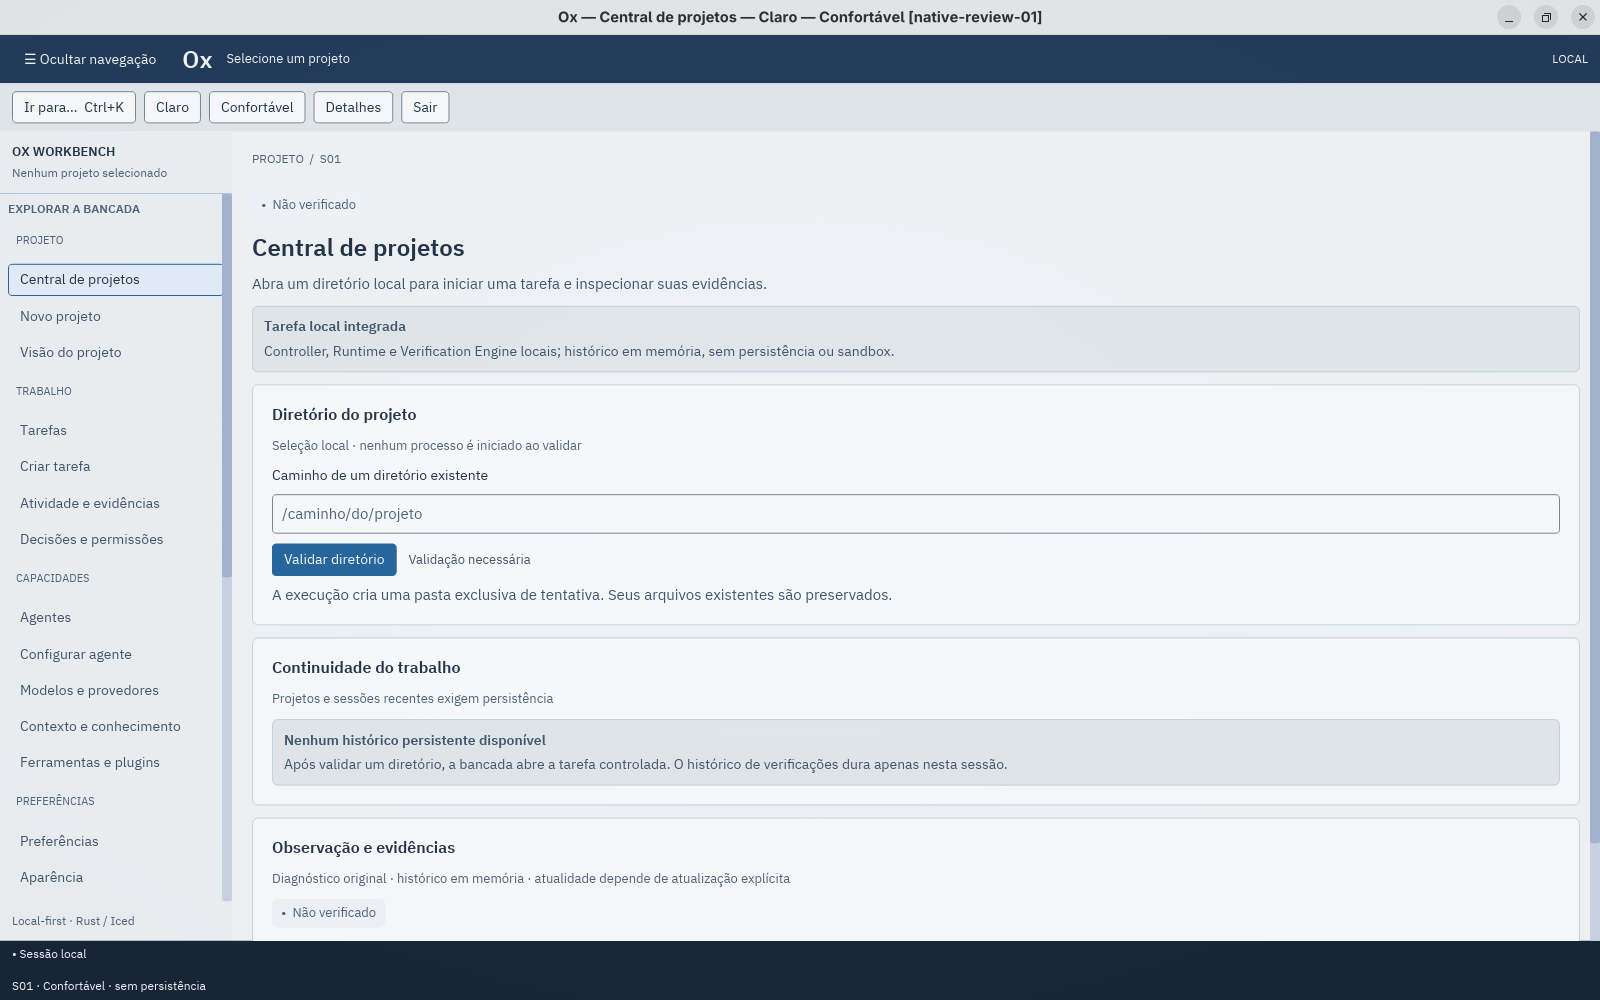 Ox — Central de projetos — Claro — Confortável [native-review-01]
☰ Ocultar navegação
Ox
Selecione um projeto
LOCAL
Ir para... Ctrl+K
Claro
Confortável
Detalhes
Sair
OX WORKBENCH
Nenhum projeto selecionado
EXPLORAR A BANCADA
PROJETO
Central de projetos
Novo projeto
Visão do projeto
TRABALHO
Tarefas
Criar tarefa
Atividade e evidências
Decisões e permissões
CAPACIDADES
Agentes
Configurar agente
Modelos e provedores
Contexto e conhecimento
Ferramentas e plugins
PREFERÊNCIAS
Preferências
Aparência
Local-first · Rust / Iced
PROJETO / S01
• Não verificado
Central de projetos
Abra um diretório local para iniciar uma tarefa e inspecionar suas evidências.
Tarefa local integrada
Controller, Runtime e Verification Engine locais; histórico em memória, sem persistência ou sandbox.
Diretório do projeto
Seleção local · nenhum processo é iniciado ao validar
Caminho de um diretório existente
/caminho/do/projeto
Validar diretório
Validação necessária
A execução cria uma pasta exclusiva de tentativa. Seus arquivos existentes são preservados.
Continuidade do trabalho
Projetos e sessões recentes exigem persistência
Nenhum histórico persistente disponível
Após validar um diretório, a bancada abre a tarefa controlada. O histórico de verificações dura apenas nesta sessão.
Observação e evidências
Diagnóstico original · histórico em memória · atualidade depende de atualização explícita
• Não verificado
• Sessão local
S01 · Confortável · sem persistência